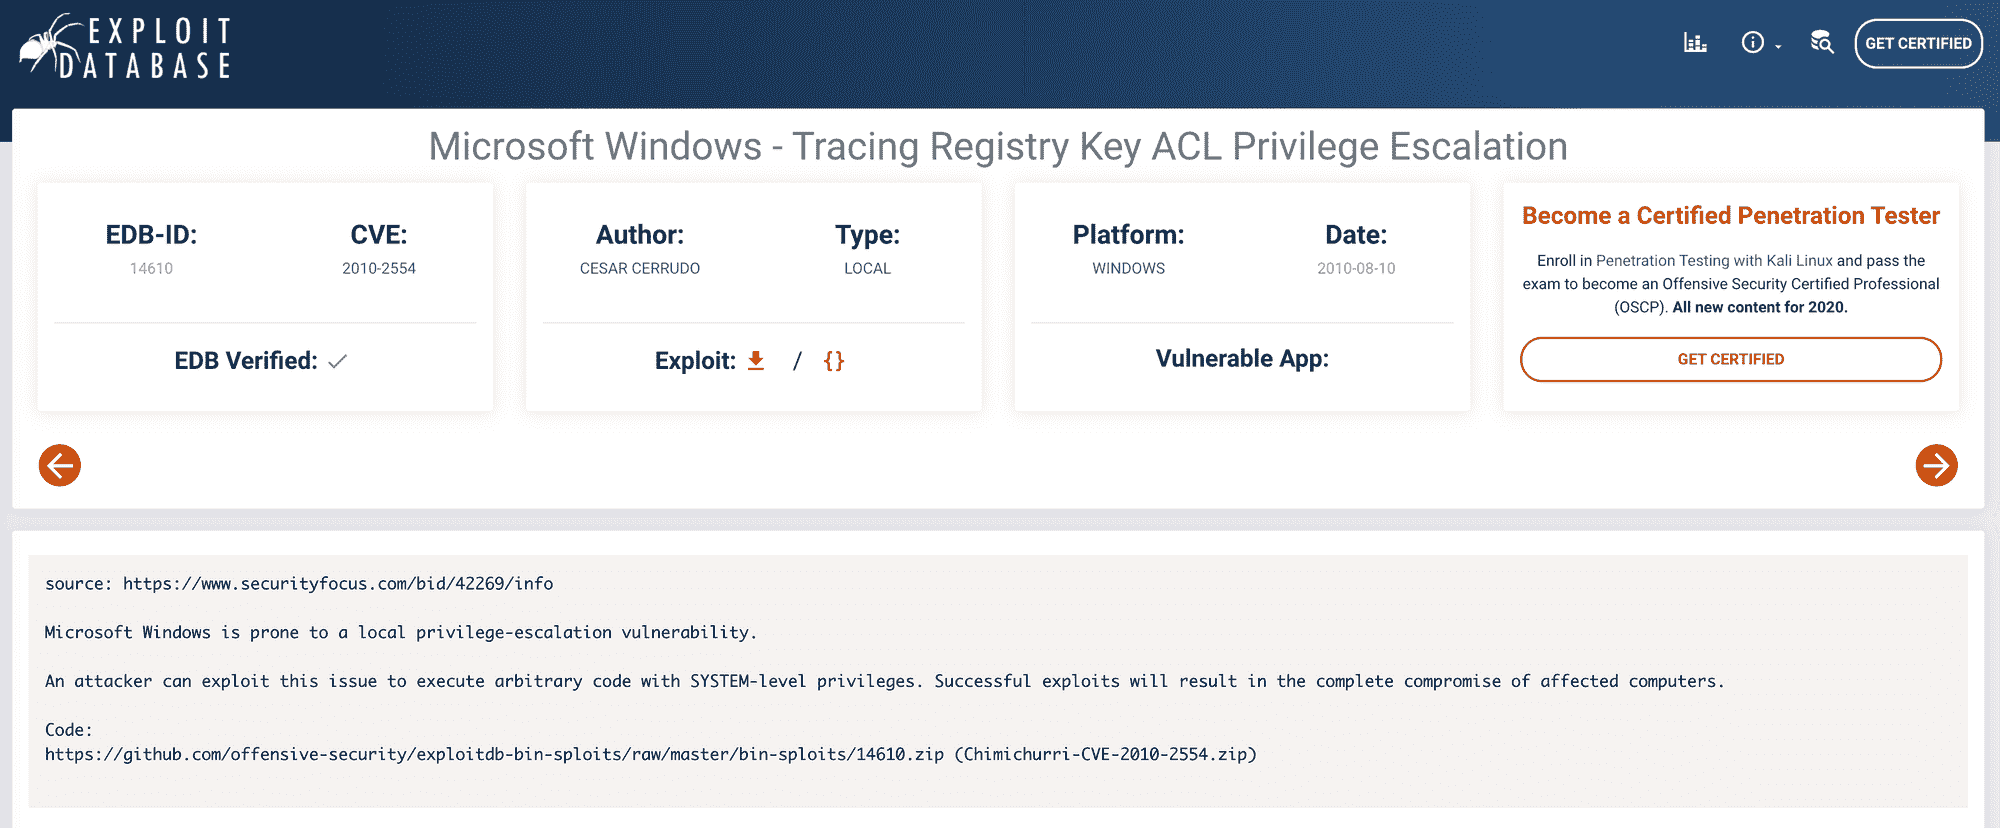 EXPLOIT
DATABASE
GET CERTIFIED
Microsoft Windows - Tracing Registry Key ACL Privilege Escalation
EDB-ID:
14610
CVE:
2010-2554
EDB Verified:
Author:
CESAR CERRUDO
Type:
LOCAL
Exploit: / {}
Platform:
WINDOWS
Date:
2010-08-10
Vulnerable App:
Become a Certified Penetration Tester
Enroll in Penetration Testing with Kali Linux and pass the
exam to become an Offensive Security Certified Professional
(OSCP). All new content for 2020.
GET CERTIFIED
source: https://www.securityfocus.com/bid/42269/info
Microsoft Windows is prone to a local privilege-escalation vulnerability.
An attacker can exploit this issue to execute arbitrary code with SYSTEM-level privileges. Successful exploits will result in the complete compromise of affected computers.
Code:
https://github.com/offensive-security/exploitdb-bin-sploits/raw/master/bin-sploits/14610.zip (Chimichurri-CVE-2010-2554.zip)